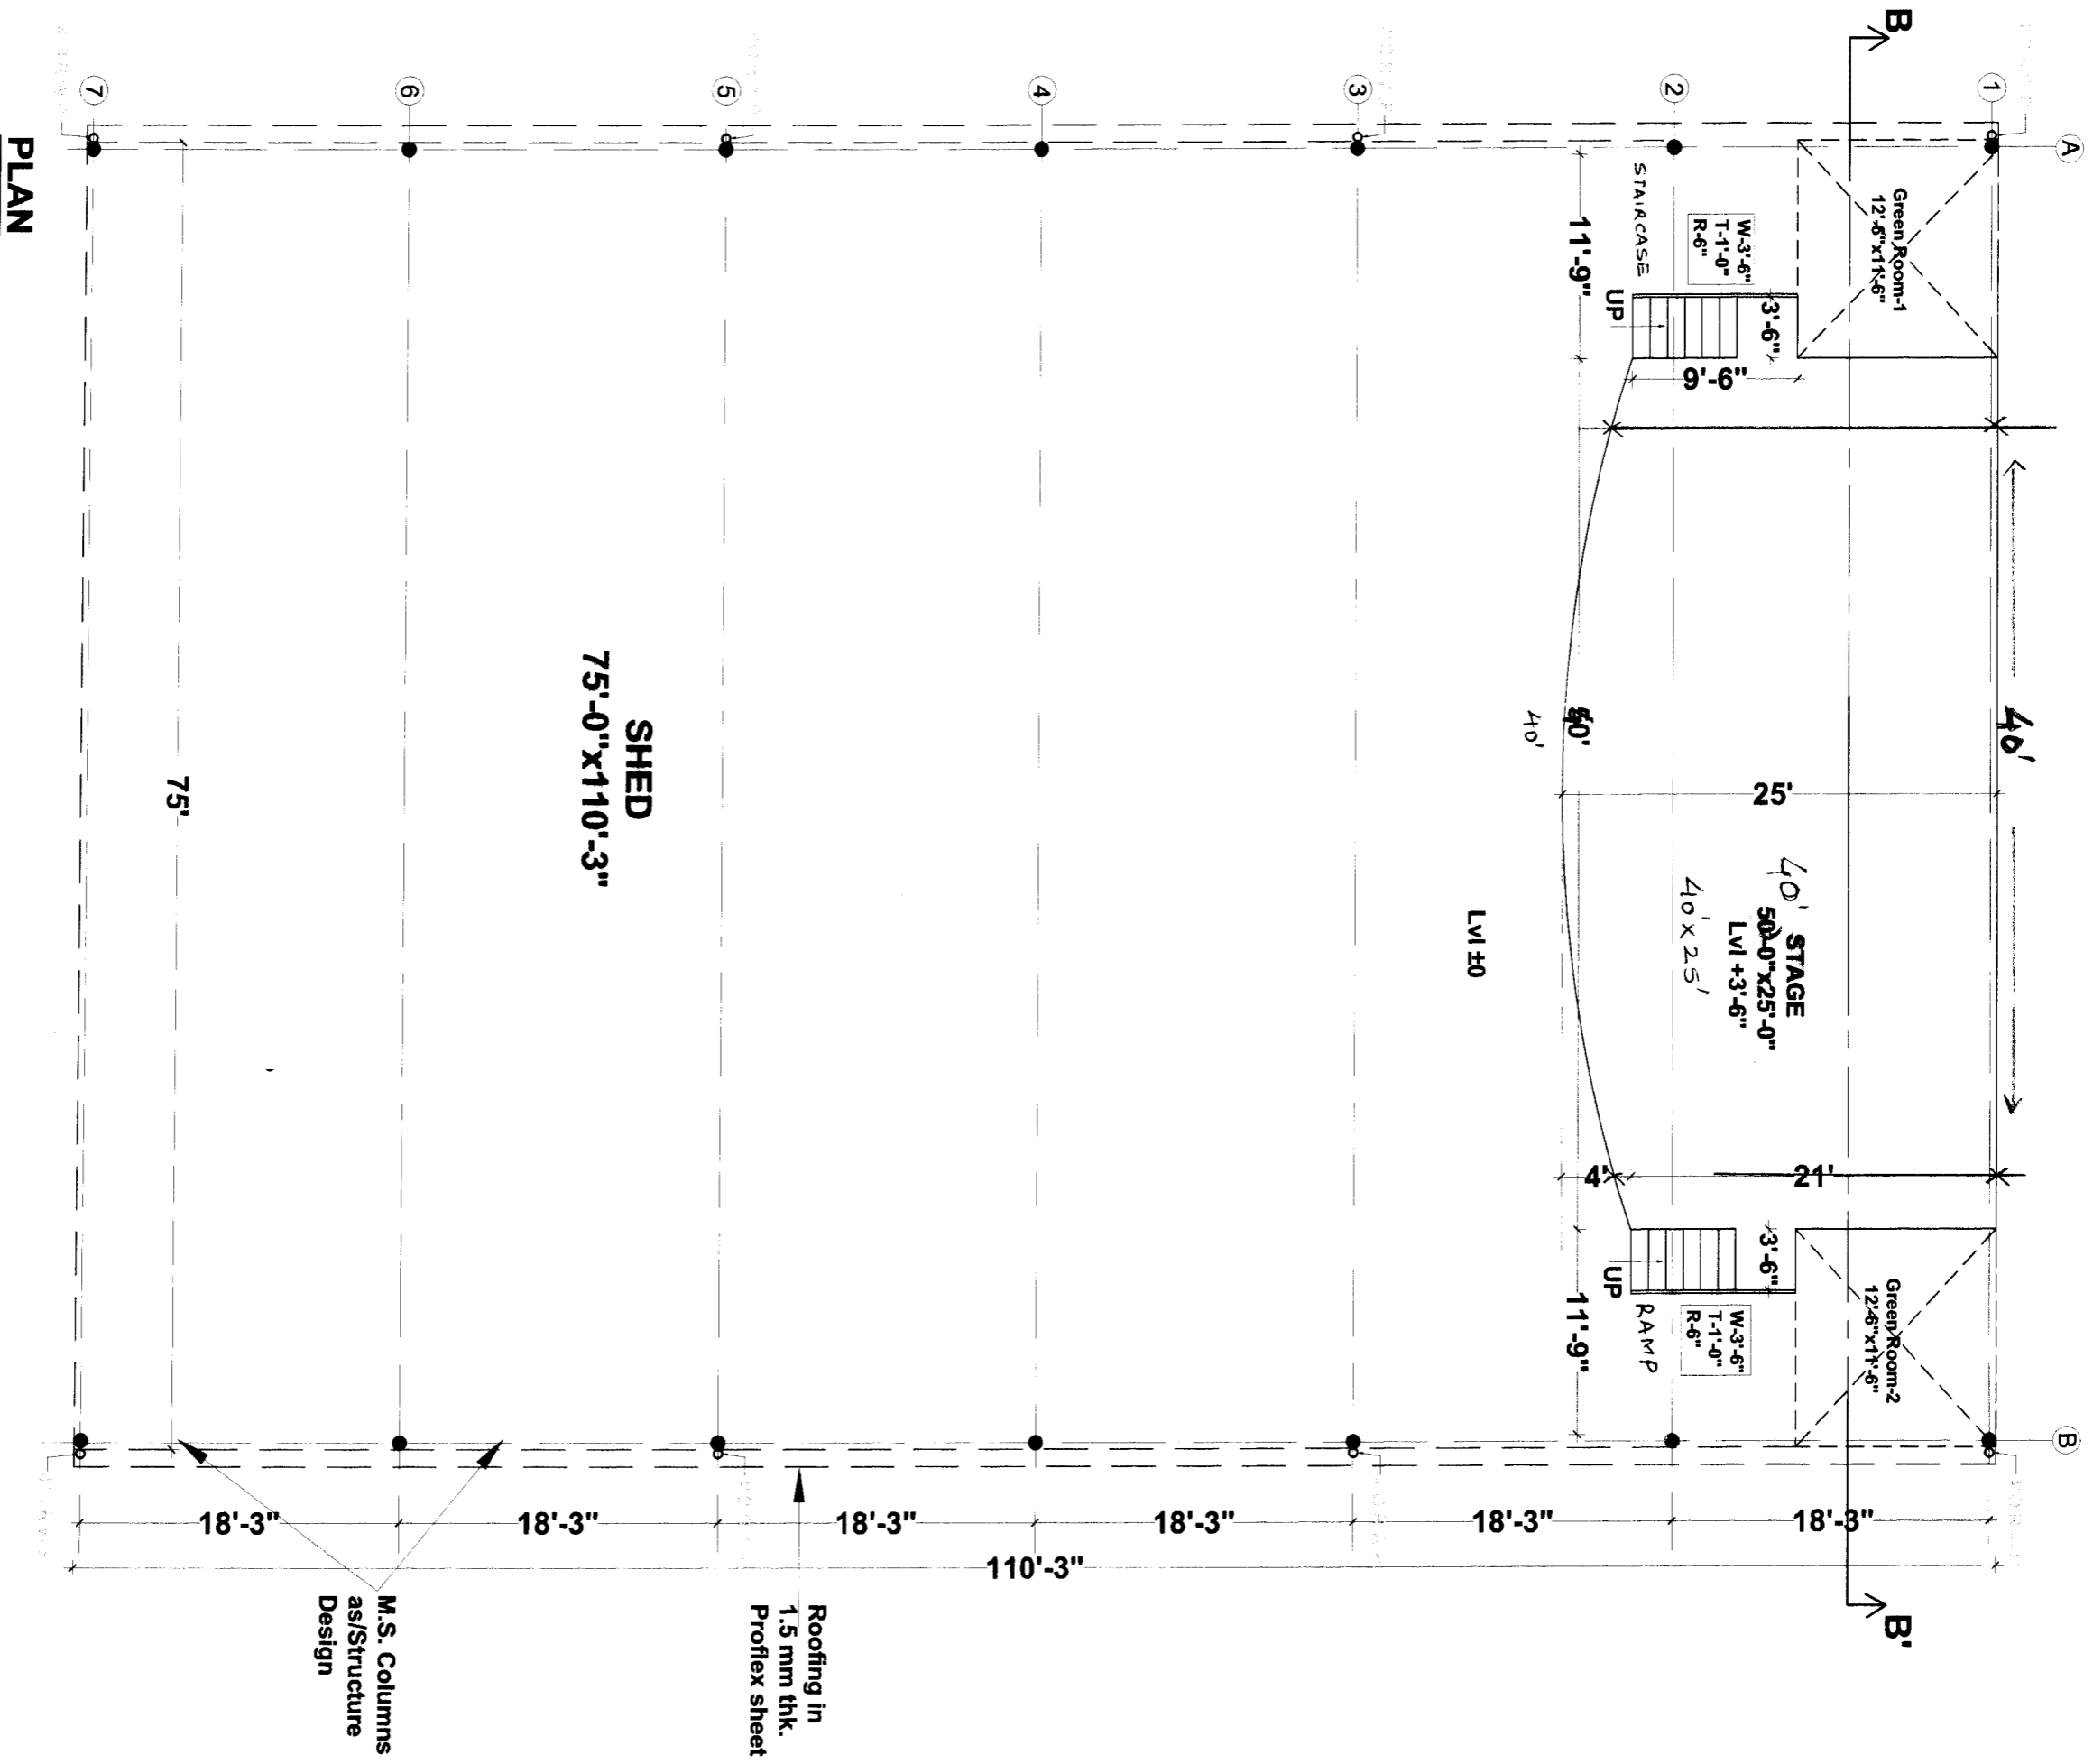 B
1
2
3
4
5
6
7
A
Green Room-1
12'-6"x11'-6"
W-3'-6"
T-1'-0"
R-6"
STAIRCASE
11'-9"
UP
3'-6"
9'-6"
40'
50'
40'
25'
40'
STAGE
50'-0"x25'-0"
Lvl +3'-6"
40'x25'
Lvl ±0
SHED
75'-0"x110'-3"
75'
4'
21'
3'-6"
UP
RAMP
W-3'-6"
T-1'-0"
R-6"
11'-9"
Green Room-2
12'-6"x11'-6"
B
18'-3"
18'-3"
18'-3"
18'-3"
18'-3"
18'-3"
110'-3"
B'
Roofing in
1.5 mm thk.
Proflex sheet
M.S. Columns
as/Structure
Design
PLAN